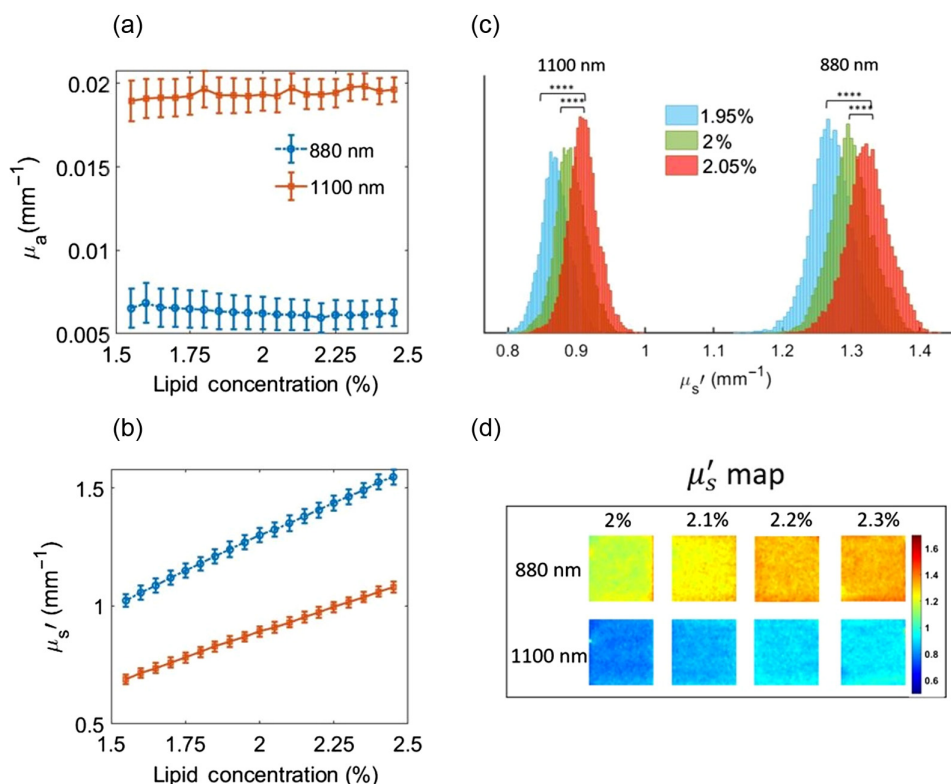 (a)
0.02
0.015
0.01
0.005
μa(mm⁻¹)
880 nm
1100 nm
1.5 1.75 2 2.25 2.5
Lipid concentration (%)
(c)
1100 nm
880 nm
****
****
****
****
1.95%
2%
2.05%
0.8 0.9 1 1.1 1.2 1.3 1.4
μs′ (mm⁻¹)
(b)
1.5
1
0.5
μs′ (mm⁻¹)
1.5 1.75 2 2.25 2.5
Lipid concentration (%)
(d)
μ′s map
2% 2.1% 2.2% 2.3%
880 nm
1100 nm
1.6
1.4
1.2
1
0.8
0.6